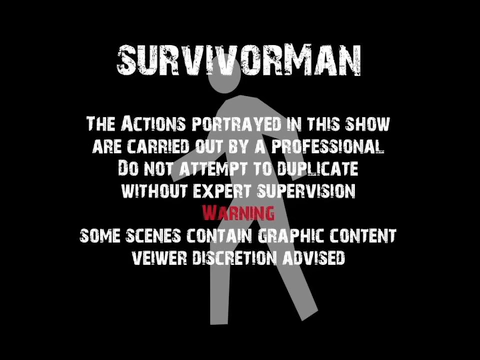 SURVIVORMAN
THE ACTIONS PORTRAYED IN THIS SHOW
ARE CARRIED OUT BY A PROFESSIONAL
DO NOT ATTEMPT TO DUPLICATE
WITHOUT EXPERT SUPERVISION
WARNING
SOME SCENES CONTAIN GRAPHIC CONTENT
VEIWER DISCRETION ADVISED